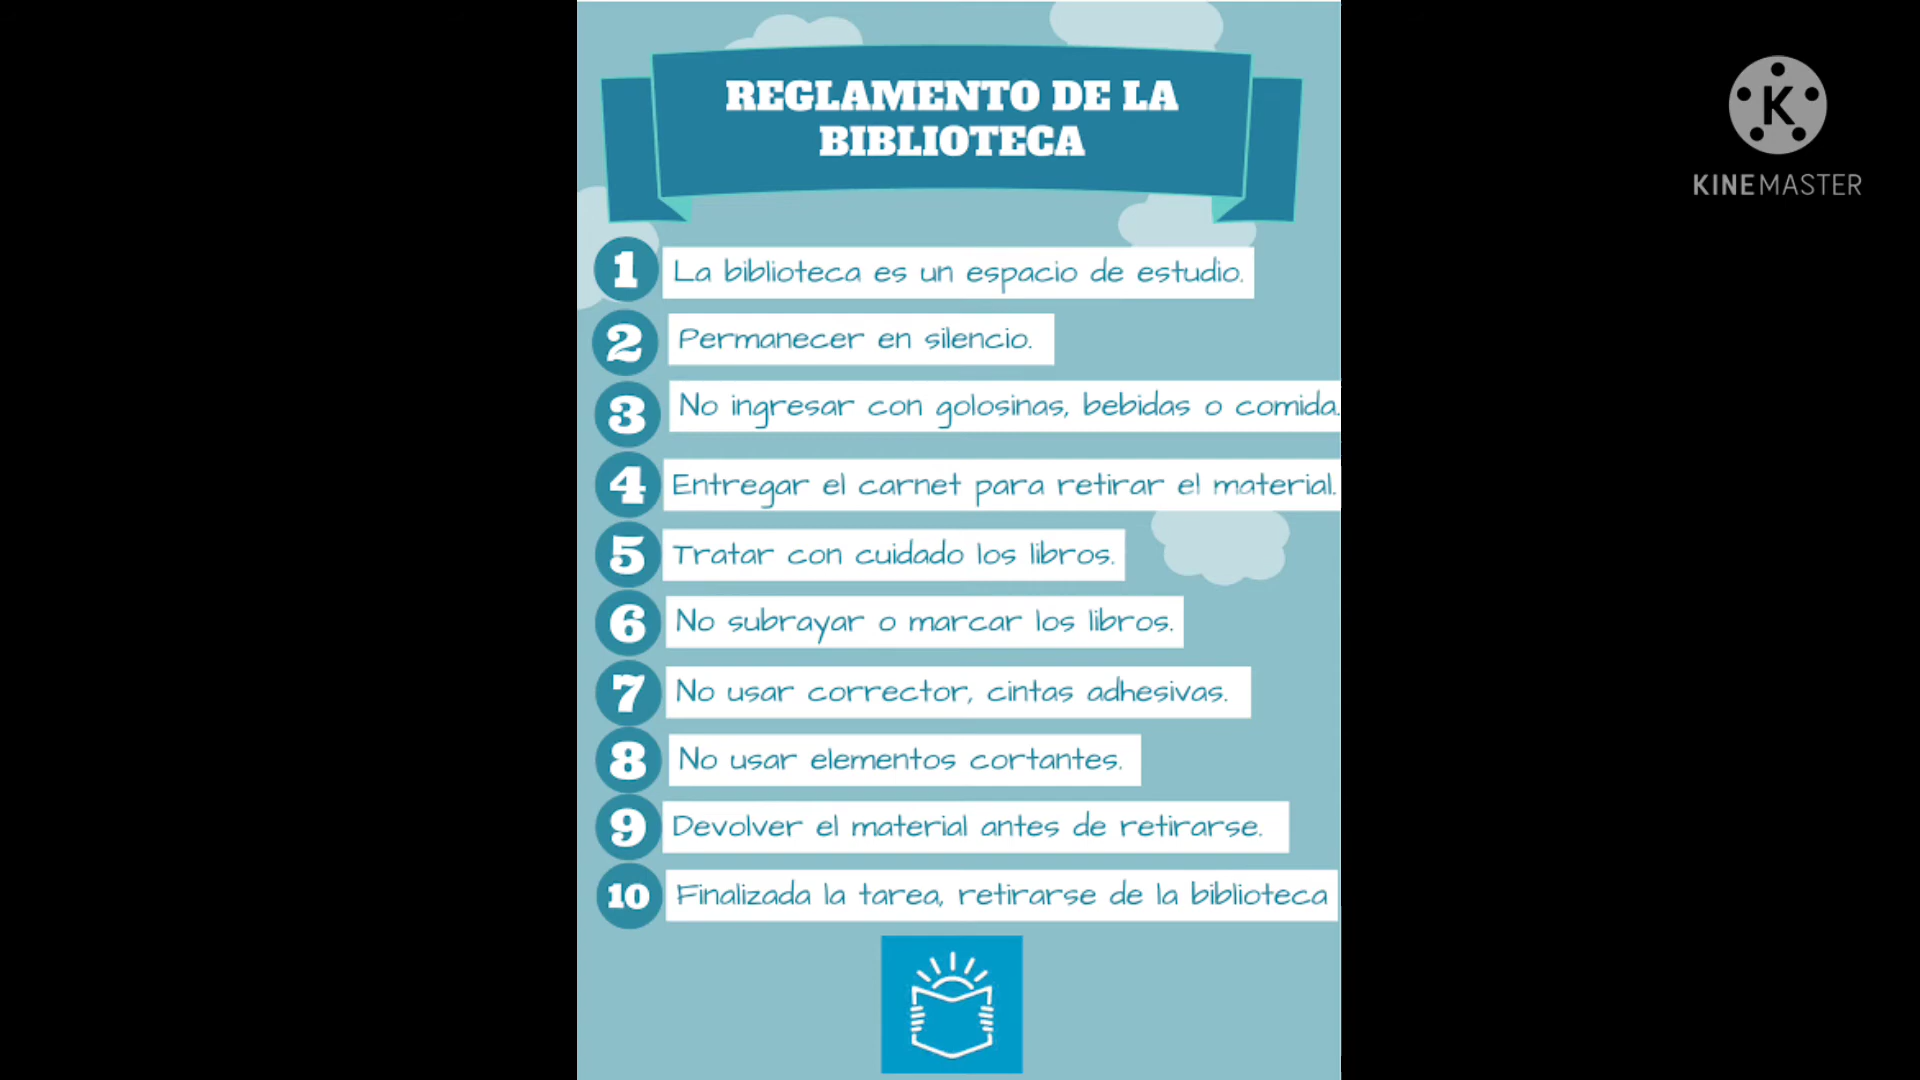 REGLAMENTO DE LA
BIBLIOTECA
K
KINEMASTER
1 La biblioteca es un espacio de estudio.
2 Permanecer en silencio.
3 No ingresar con golosinas, bebidas o comida.
4 Entregar el carnet para retirar el material.
5 Tratar con cuidado los libros.
6 No subrayar o marcar los libros.
7 No usar corrector, cintas adhesivas.
8 No usar elementos cortantes.
9 Devolver el material antes de retirarse.
10 Finalizada la tarea, retirarse de la biblioteca